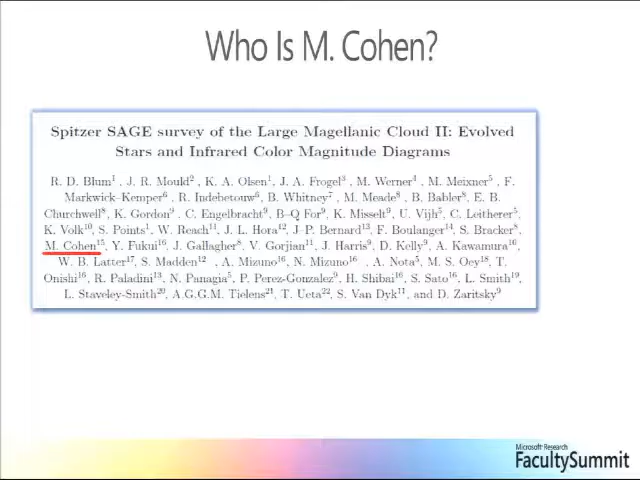 Who Is M. Cohen?
Spitzer SAGE survey of the Large Magellanic Cloud II: Evolved
Stars and Infrared Color Magnitude Diagrams
R. D. Blum¹, J. R. Mould², K. A. Olsen¹, J. A. Frogel³, M. Werner⁴, M. Meixner⁵, F.
Markwick-Kemper⁶, R. Indebetouw⁶, B. Whitney⁷, M. Meade⁸, B. Babler⁸, E. B.
Churchwell⁸, K. Gordon⁹, C. Engelbracht⁹, B-Q For⁹, K. Misselt⁹, U. Vijh⁵, C. Leitherer⁵,
K. Volk¹⁰, S. Points¹, W. Reach¹¹, J. L. Hora¹², J-P. Bernard¹³, F. Boulanger¹⁴, S. Bracker⁸,
M. Cohen¹⁵, Y. Fukui¹⁶, J. Gallagher⁸, V. Gorjian¹¹, J. Harris⁹, D. Kelly⁹, A. Kawamura¹⁶,
W. B. Latter¹⁷, S. Madden¹², A. Mizuno¹⁶, N. Mizuno¹⁶, A. Nota⁵, M. S. Oey¹⁸, T.
Onishi¹⁶, R. Paladini¹³, N. Panagia⁵, P. Perez-Gonzalez⁹, H. Shibai¹⁶, S. Sato¹⁶, L. Smith¹⁹,
L. Staveley-Smith²⁰, A.G.G.M. Tielens²¹, T. Ueta²², S. Van Dyk¹¹, and D. Zaritsky⁹
Microsoft Research
FacultySummit